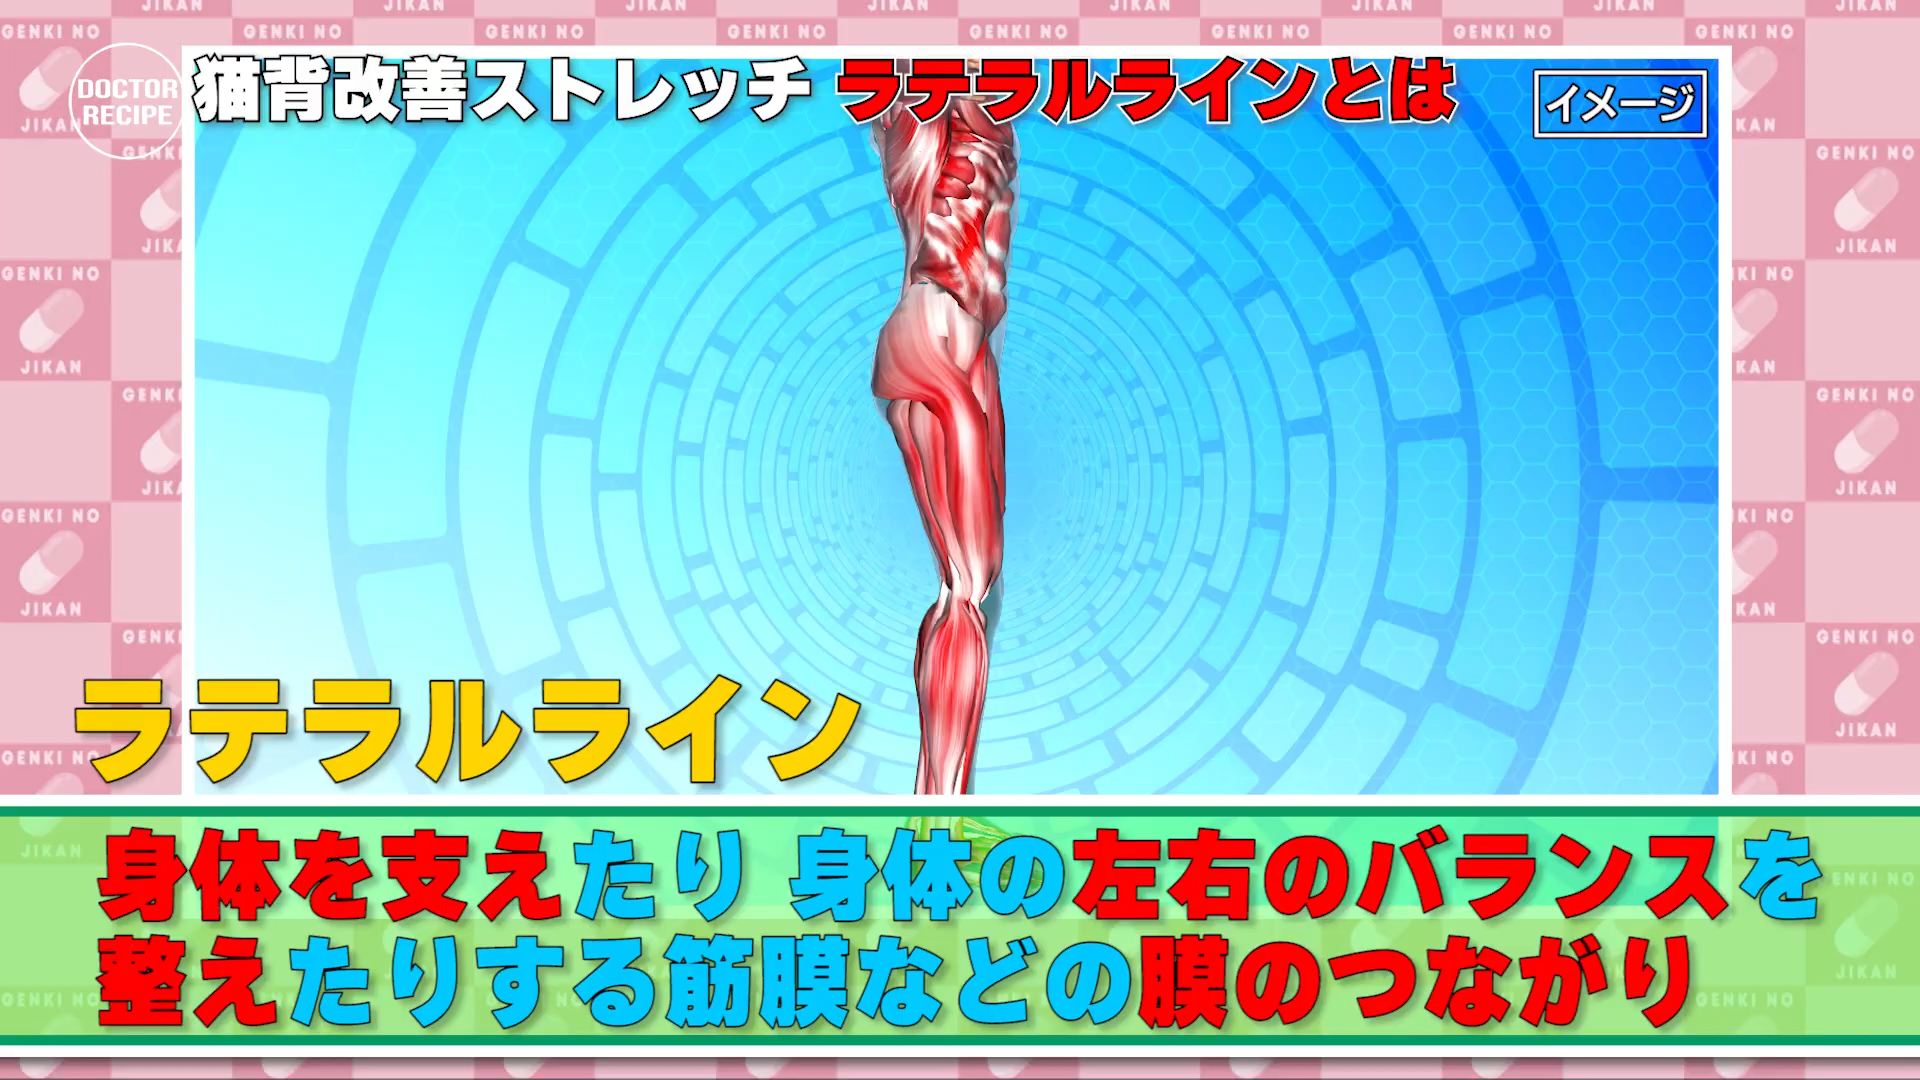 DOCTOR
RECIPE
猫背改善ストレッチ ラテラルラインとは
イメージ
ラテラルライン
身体を支えたり 身体の左右のバランスを
整えたりする筋膜などの膜のつながり
GENKI NO
JIKAN